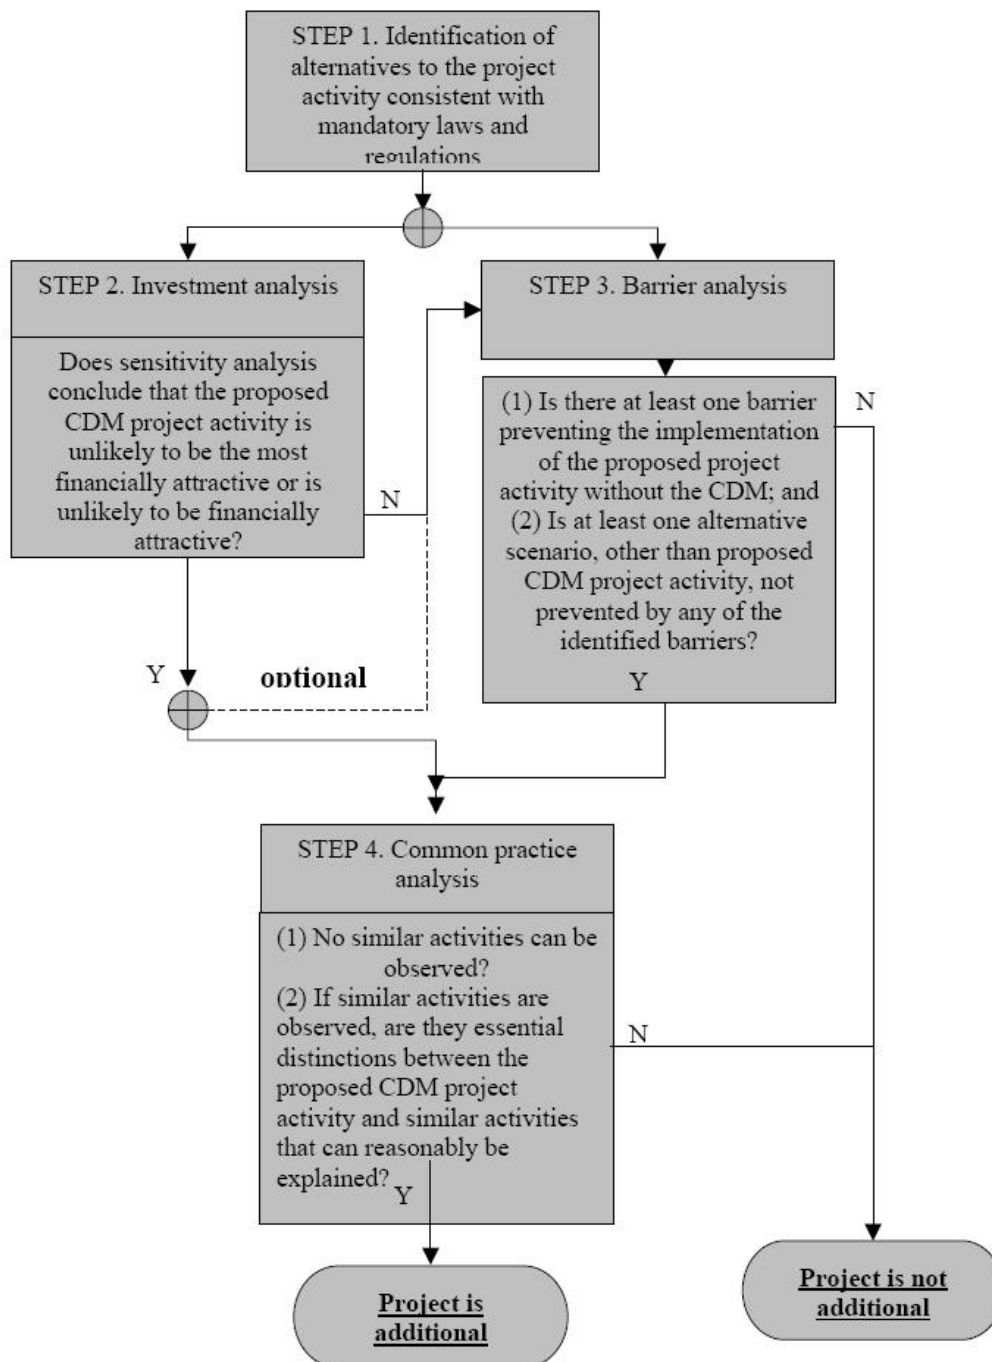 STEP 1. Identification of
alternatives to the project
activity consistent with
mandatory laws and
regulations
STEP 2. Investment analysis
Does sensitivity analysis
conclude that the proposed
CDM project activity is
unlikely to be the most
financially attractive or is
unlikely to be financially
attractive?
N
Y
optional
STEP 3. Barrier analysis
(1) Is there at least one barrier
preventing the implementation
of the proposed project
activity without the CDM; and
(2) Is at least one alternative
scenario, other than proposed
CDM project activity, not
prevented by any of the
identified barriers?
Y
N
STEP 4. Common practice
analysis
(1) No similar activities can be
observed?
(2) If similar activities are
observed, are they essential
distinctions between the
proposed CDM project
activity and similar activities
that can reasonably be
explained?
Y
N
Project is
additional
Project is not
additional